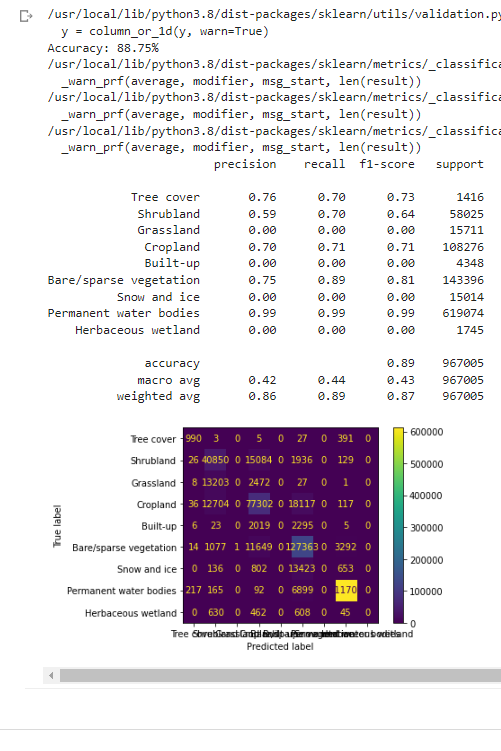 /usr/local/lib/python3.8/dist-packages/sklearn/utils/validation.py
y = column_or_1d(y, warn=True)
Accuracy: 88.75%
/usr/local/lib/python3.8/dist-packages/sklearn/metrics/_classifica
_warn_prf(average, modifier, msg_start, len(result))
/usr/local/lib/python3.8/dist-packages/sklearn/metrics/_classifica
_warn_prf(average, modifier, msg_start, len(result))
/usr/local/lib/python3.8/dist-packages/sklearn/metrics/_classifica
_warn_prf(average, modifier, msg_start, len(result))
precision recall f1-score support
Tree cover 0.76 0.70 0.73 1416
Shrubland 0.59 0.70 0.64 58025
Grassland 0.00 0.00 0.00 15711
Cropland 0.70 0.71 0.71 108276
Built-up 0.00 0.00 0.00 4348
Bare/sparse vegetation 0.75 0.89 0.81 143396
Snow and ice 0.00 0.00 0.00 15014
Permanent water bodies 0.99 0.99 0.99 619074
Herbaceous wetland 0.00 0.00 0.00 1745
accuracy 0.89 967005
macro avg 0.42 0.44 0.43 967005
weighted avg 0.86 0.89 0.87 967005
Tree cover 990 3 0 5 0 27 0 391 0
Shrubland 26 40850 0 15084 0 1936 0 129 0
Grassland 8 13203 0 2472 0 27 0 1 0
Cropland 36 12704 0 77302 0 18117 0 117 0
Built-up 6 23 0 2019 0 2295 0 5 0
Bare/sparse vegetation 14 1077 1 11649 0 127363 0 3292 0
Snow and ice 0 136 0 802 0 13423 0 653 0
Permanent water bodies 217 165 0 92 0 6899 0 1170 0
Herbaceous wetland 0 630 0 462 0 608 0 45 0
True label
Predicted label
600000
500000
400000
300000
200000
100000
0